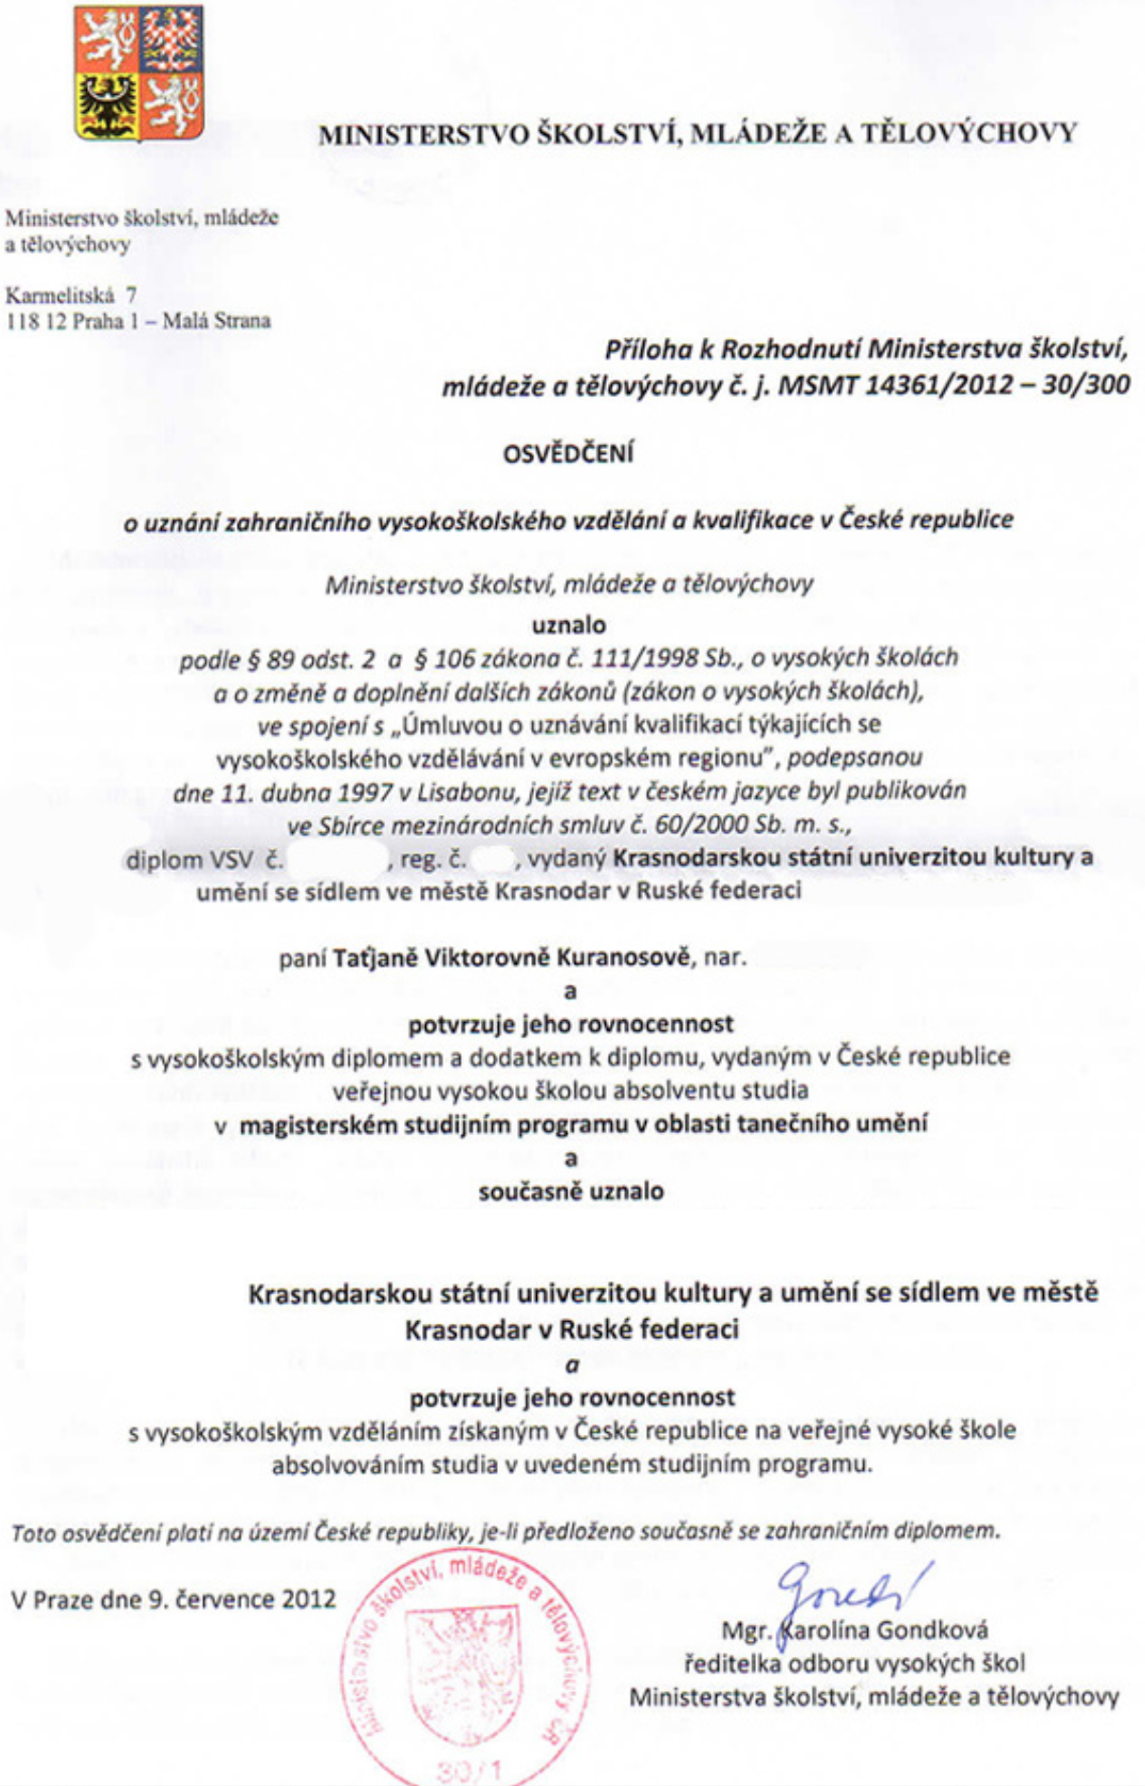 MINISTERSTVO ŠKOLSTVÍ, MLÁDEŽE A TĚLOVÝCHOVY
Ministerstvo školství, mládeže
a tělovýchovy
Karmelitská 7
118 12 Praha 1 – Malá Strana
Příloha k Rozhodnutí Ministerstva školství,
mládeže a tělovýchovy č. j. MSMT 14361/2012 – 30/300
OSVĚDČENÍ
o uznání zahraničního vysokoškolského vzdělání a kvalifikace v České republice
Ministerstvo školství, mládeže a tělovýchovy
uznalo
podle § 89 odst. 2 a § 106 zákona č. 111/1998 Sb., o vysokých školách
a o změně a doplnění dalších zákonů (zákon o vysokých školách),
ve spojení s „Úmluvou o uznávání kvalifikací týkajících se
vysokoškolského vzdělávání v evropském regionu”, podepsanou
dne 11. dubna 1997 v Lisabonu, jejíž text v českém jazyce byl publikován
ve Sbírce mezinárodních smluv č. 60/2000 Sb. m. s.,
diplom VSV č. , reg. č. , vydaný Krasnodarskou státní univerzitou kultury a
umění se sídlem ve městě Krasnodar v Ruské federaci
paní Taťjaně Viktorovně Kuranosově, nar.
a
potvrzuje jeho rovnocennost
s vysokoškolským diplomem a dodatkem k diplomu, vydaným v České republice
veřejnou vysokou školou absolventu studia
v magisterském studijním programu v oblasti tanečního umění
a
současně uznalo
Krasnodarskou státní univerzitou kultury a umění se sídlem ve městě
Krasnodar v Ruské federaci
a
potvrzuje jeho rovnocennost
s vysokoškolským vzděláním získaným v České republice na veřejné vysoké škole
absolvováním studia v uvedeném studijním programu.
Toto osvědčení platí na území České republiky, je-li předloženo současně se zahraničním diplomem.
V Praze dne 9. července 2012
Ministerstvo školství, mládeže a tělovýchovy ČR
30/1
Mgr. Karolína Gondková
ředitelka odboru vysokých škol
Ministerstva školství, mládeže a tělovýchovy